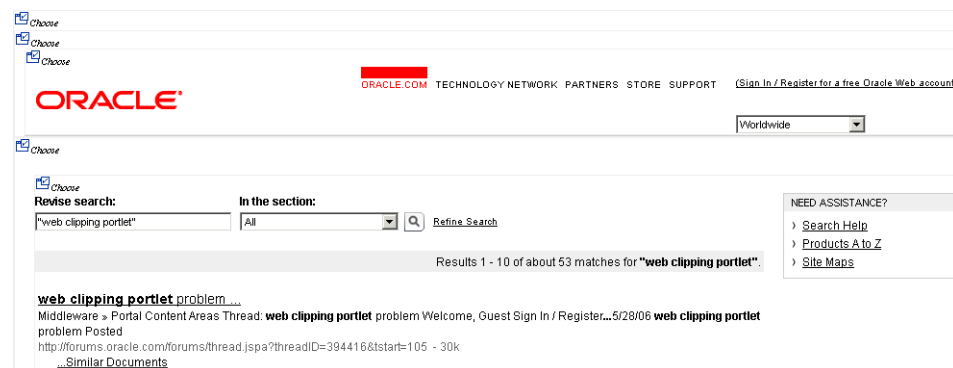 Choose
Choose
Choose
ORACLE.COM TECHNOLOGY NETWORK PARTNERS STORE SUPPORT (Sign In / Register for a free Oracle Web account
ORACLE
Worldwide
Choose
Choose
Revise search: In the section: NEED ASSISTANCE?
"web clipping portlet" All Refine Search › Search Help
› Products A to Z
Results 1 - 10 of about 53 matches for "web clipping portlet". › Site Maps
web clipping portlet problem ...
Middleware » Portal Content Areas Thread: web clipping portlet problem Welcome, Guest Sign In / Register...5/28/06 web clipping portlet
problem Posted
http://forums.oracle.com/forums/thread.jspa?threadID=394416&tstart=105 - 30k
...Similar Documents